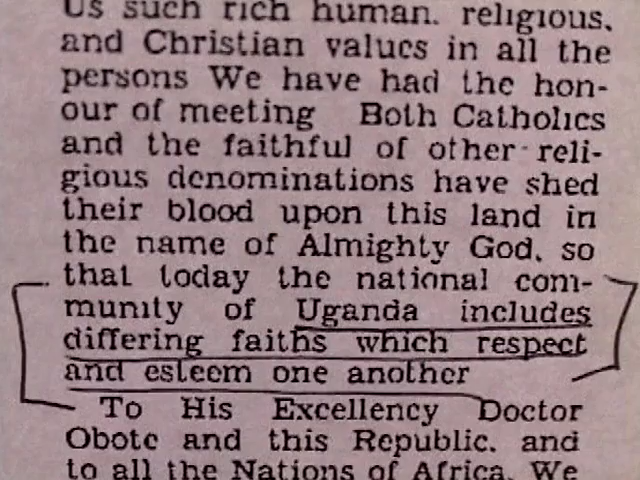 Us such rich human. religious.
and Christian values in all the
persons We have had the hon-
our of meeting Both Catholics
and the faithful of other reli-
gious denominations have shed
their blood upon this land in
the name of Almighty God. so
that today the national com-
munity of Uganda includes
differing faiths which respect
and esteem one another
To His Excellency Doctor
Obote and this Republic. and
to all the Nations of Africa. We